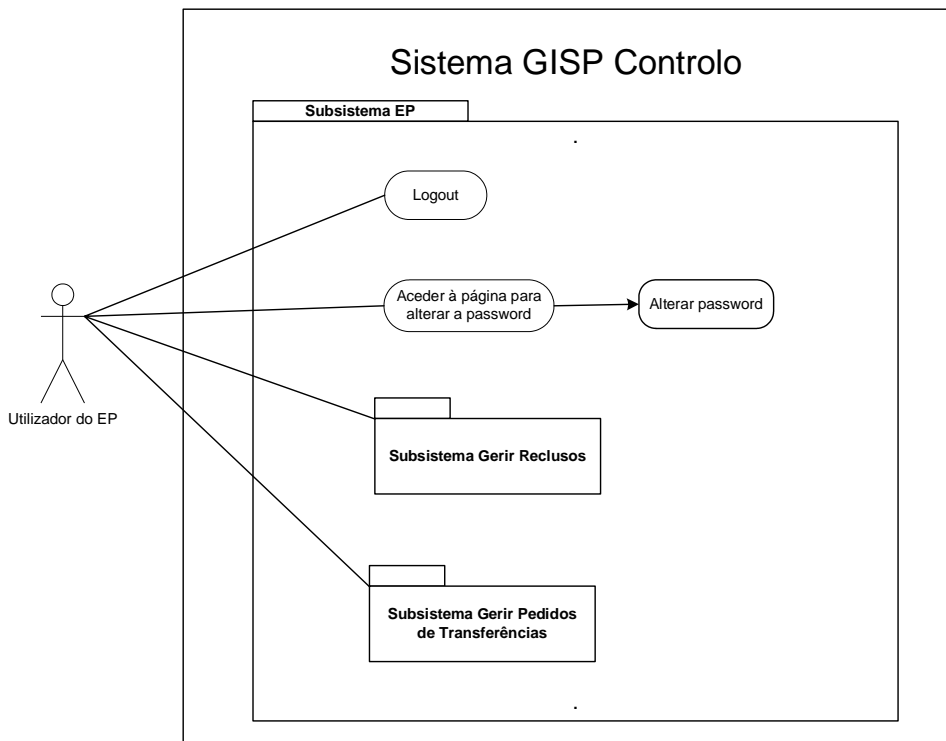 Sistema GISP Controlo
Subsistema EP
Logout
Aceder à página para
alterar a password
Alterar password
Utilizador do EP
Subsistema Gerir Reclusos
Subsistema Gerir Pedidos
de Transferências